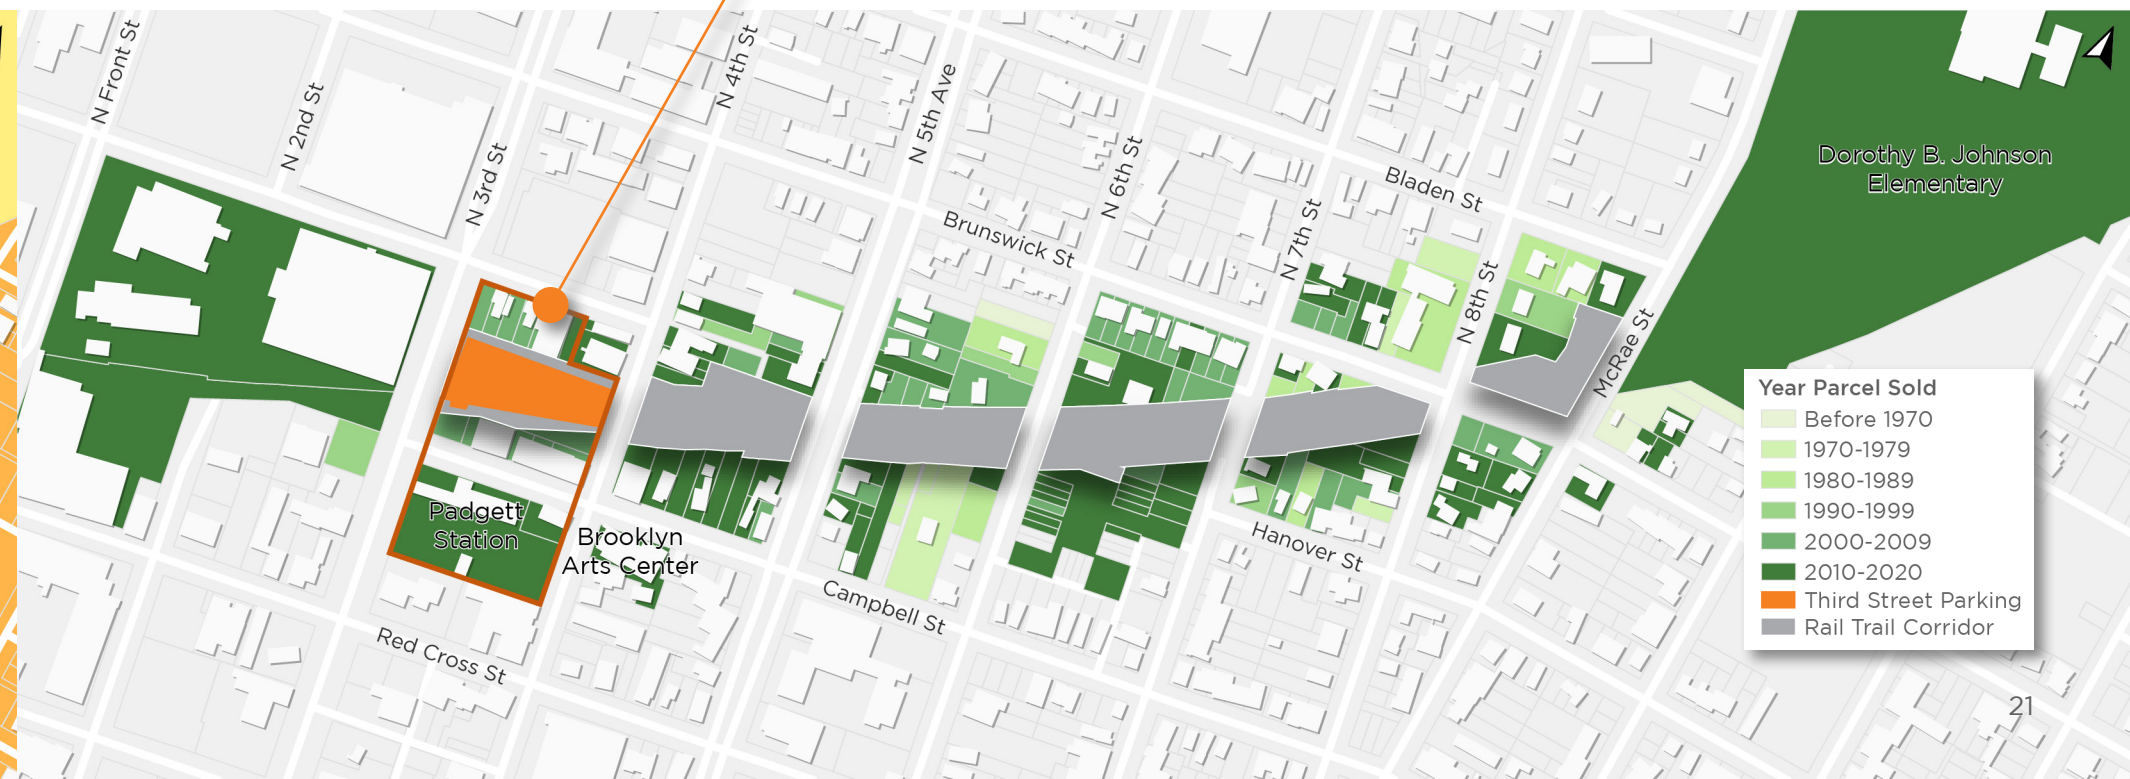 N Front St
N 2nd St
N 3rd St
N 4th St
N 5th Ave
N 6th St
N 7th St
N 8th St
McRae St
Bladen St
Brunswick St
Dorothy B. Johnson
Elementary
Padgett
Station
Brooklyn
Arts Center
Hanover St
Campbell St
Red Cross St
Year Parcel Sold
Before 1970
1970-1979
1980-1989
1990-1999
2000-2009
2010-2020
Third Street Parking
Rail Trail Corridor
21